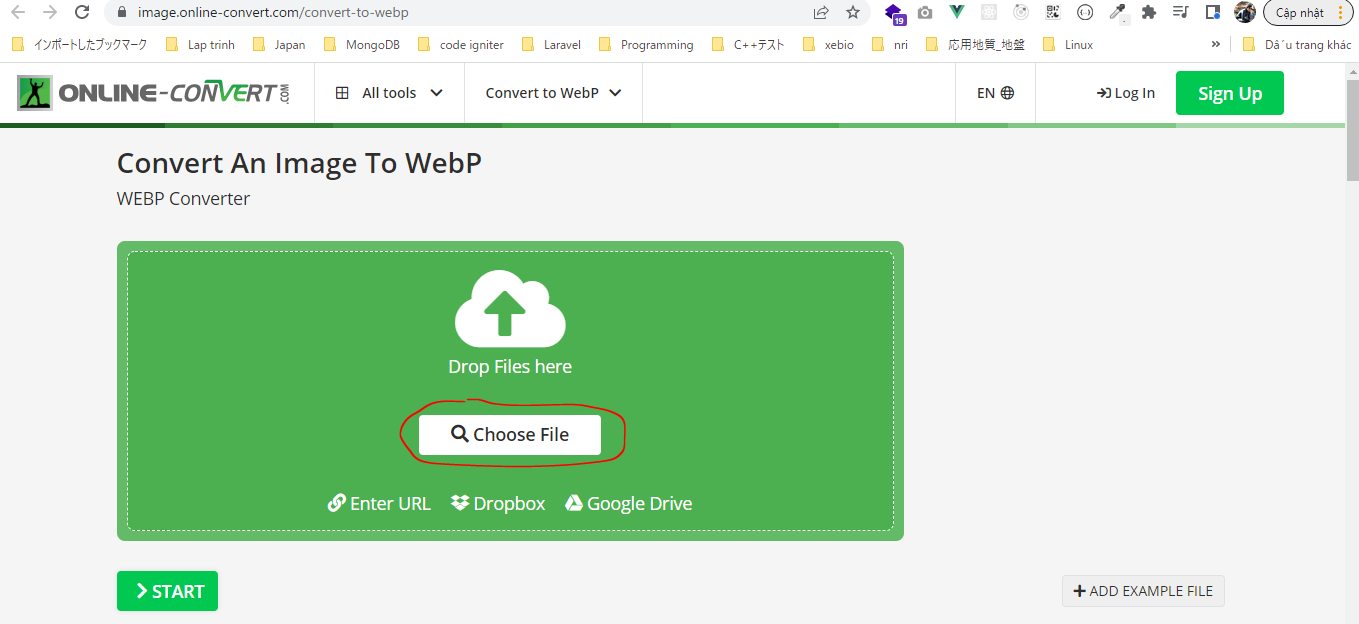 image.online-convert.com/convert-to-webp
19
Cập nhật
インポートしたブックマーク Lap trinh Japan MongoDB code igniter Laravel Programming C++テスト xebio nri 応用地質_地盤 Linux » Dấu trang khác
ONLINE-CONVERT.COM All tools Convert to WebP EN Log In Sign Up
Convert An Image To WebP
WEBP Converter
Drop Files here
Choose File
Enter URL Dropbox Google Drive
START
ADD EXAMPLE FILE